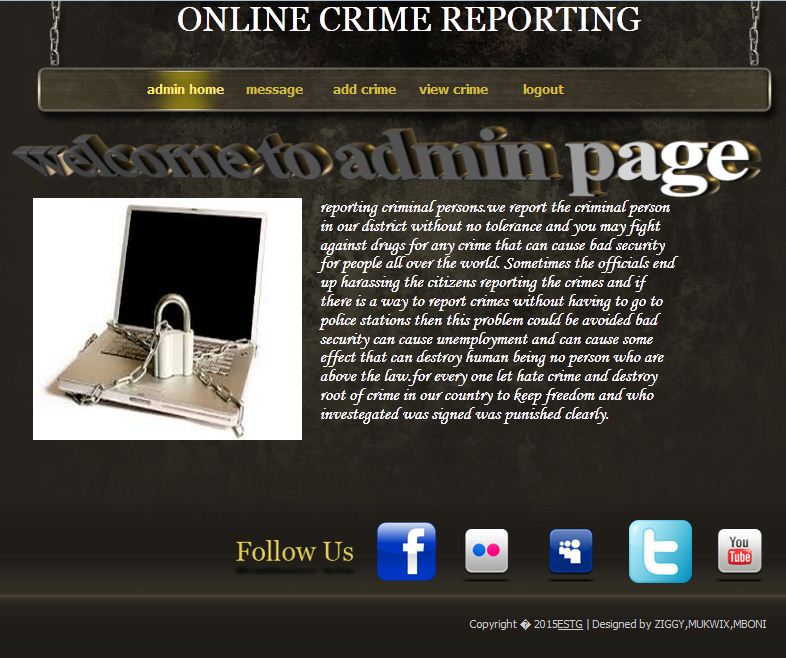 ONLINE CRIME REPORTING
admin home message add crime view crime logout
welcome to admin page
reporting criminal persons.we report the criminal person
in our district without no tolerance and you may fight
against drugs for any crime that can cause bad security
for people all over the world. Sometimes the officials end
up harassing the citizens reporting the crimes and if
there is a way to report crimes without having to go to
police stations then this problem could be avoided bad
security can cause unemployment and can cause some
effect that can destroy human being no person who are
above the law.for every one let hate crime and destroy
root of crime in our country to keep freedom and who
investegated was signed was punished clearly.
Follow Us
f
t
You
Tube
Copyright � 2015ESTG | Designed by ZIGGY,MUKWIX,MBONI